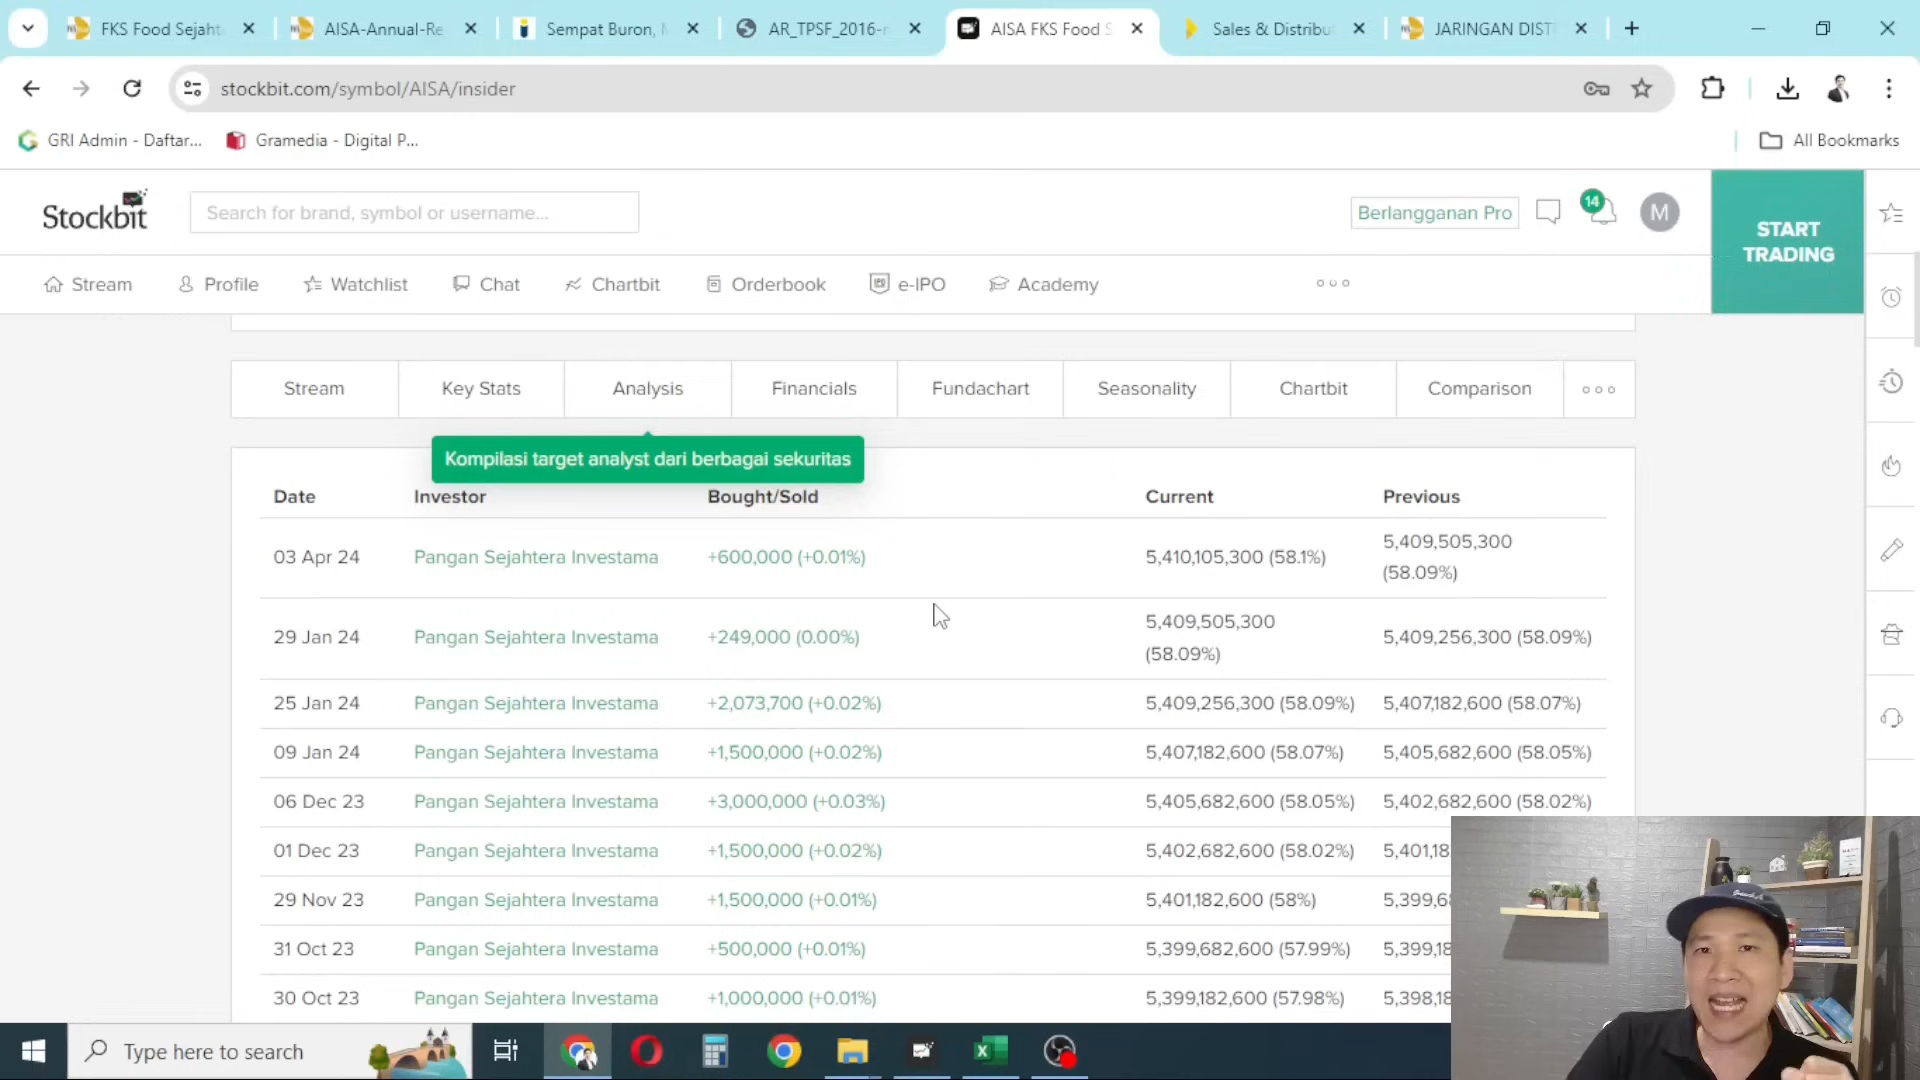 FKS Food Sejaht
AISA-Annual-Re
Sempat Buron,
AR_TPSF_2016-
AISA FKS Food S
Sales & Distribu
JARINGAN DIST
stockbit.com/symbol/AISA/insider
GRI Admin - Daftar...
Gramedia - Digital P...
All Bookmarks
Stockbit
Search for brand, symbol or username...
Berlangganan Pro
14
M
START
TRADING
Stream
Profile
Watchlist
Chat
Chartbit
Orderbook
e-IPO
Academy
Stream
Key Stats
Analysis
Financials
Fundachart
Seasonality
Chartbit
Comparison
Kompilasi target analyst dari berbagai sekuritas
Date Investor Bought/Sold Current Previous
03 Apr 24 Pangan Sejahtera Investama +600,000 (+0.01%) 5,410,105,300 (58.1%) 5,409,505,300
(58.09%)
29 Jan 24 Pangan Sejahtera Investama +249,000 (0.00%) 5,409,505,300
(58.09%) 5,409,256,300 (58.09%)
25 Jan 24 Pangan Sejahtera Investama +2,073,700 (+0.02%) 5,409,256,300 (58.09%) 5,407,182,600 (58.07%)
09 Jan 24 Pangan Sejahtera Investama +1,500,000 (+0.02%) 5,407,182,600 (58.07%) 5,405,682,600 (58.05%)
06 Dec 23 Pangan Sejahtera Investama +3,000,000 (+0.03%) 5,405,682,600 (58.05%) 5,402,682,600 (58.02%)
01 Dec 23 Pangan Sejahtera Investama +1,500,000 (+0.02%) 5,402,682,600 (58.02%) 5,401,18
29 Nov 23 Pangan Sejahtera Investama +1,500,000 (+0.01%) 5,401,182,600 (58%) 5,399,6
31 Oct 23 Pangan Sejahtera Investama +500,000 (+0.01%) 5,399,682,600 (57.99%) 5,399,18
30 Oct 23 Pangan Sejahtera Investama +1,000,000 (+0.01%) 5,399,182,600 (57.98%) 5,398,18
Type here to search